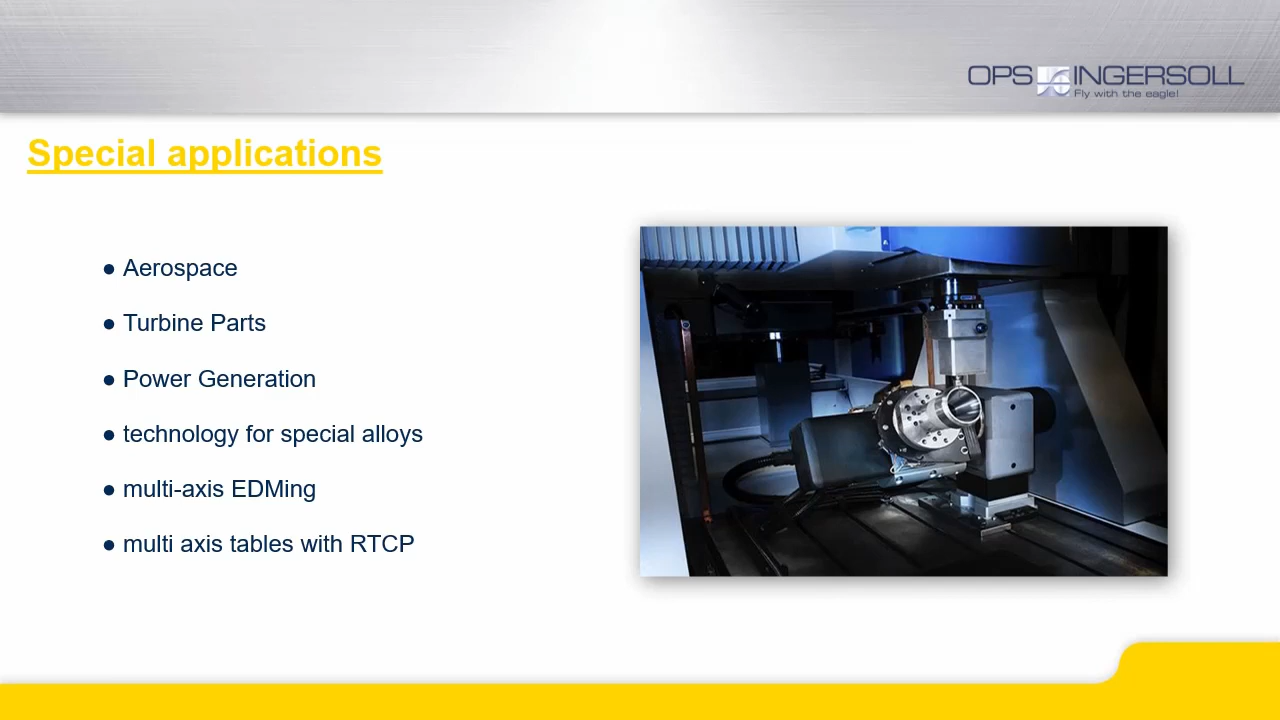 OPS INGERSOLL
Fly with the eagle!
Special applications
● Aerospace
● Turbine Parts
● Power Generation
● technology for special alloys
● multi-axis EDMing
● multi axis tables with RTCP